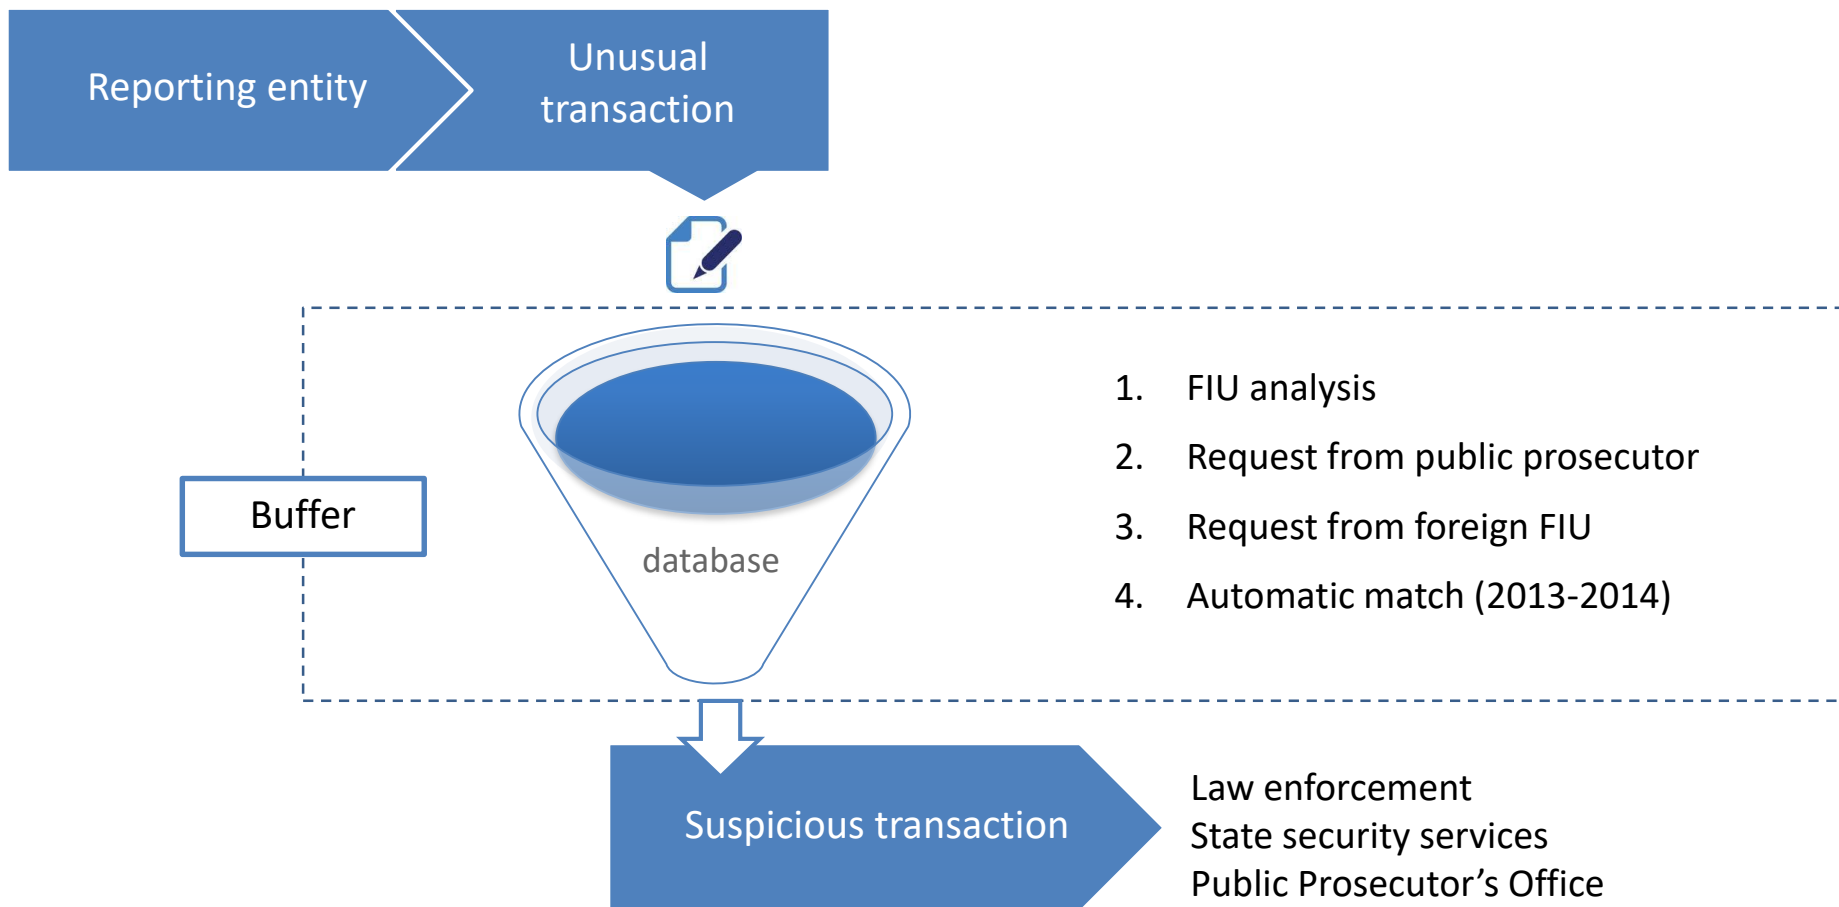 Reporting entity
Unusual
transaction
Buffer
database
1. FIU analysis
2. Request from public prosecutor
3. Request from foreign FIU
4. Automatic match (2013-2014)
Suspicious transaction
Law enforcement
State security services
Public Prosecutor’s Office